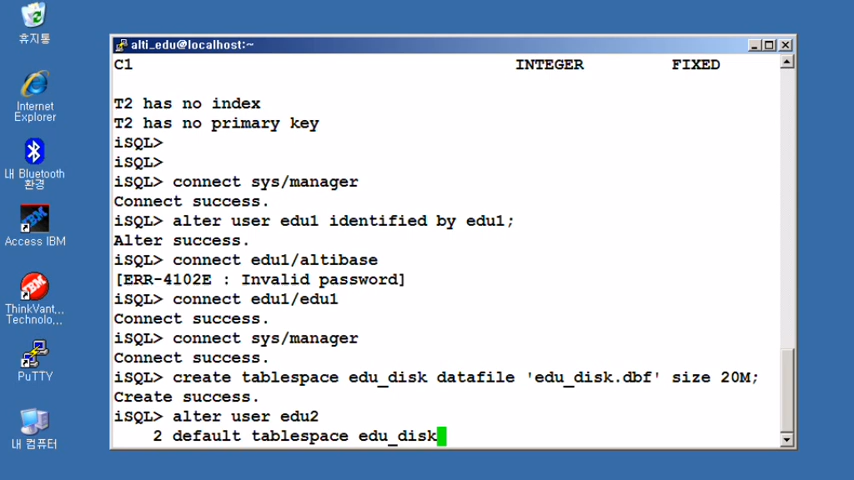 휴지통
Internet
Explorer
내 Bluetooth
환경
Access IBM
ThinkVant...
Technolo...
PuTTY
내 컴퓨터
alti_edu@localhost:~
C1 INTEGER FIXED
T2 has no index
T2 has no primary key
iSQL>
iSQL>
iSQL> connect sys/manager
Connect success.
iSQL> alter user edu1 identified by edu1;
Alter success.
iSQL> connect edu1/altibase
[ERR-4102E : Invalid password]
iSQL> connect edu1/edu1
Connect success.
iSQL> connect sys/manager
Connect success.
iSQL> create tablespace edu_disk datafile 'edu_disk.dbf' size 20M;
Create success.
iSQL> alter user edu2
2 default tablespace edu_disk